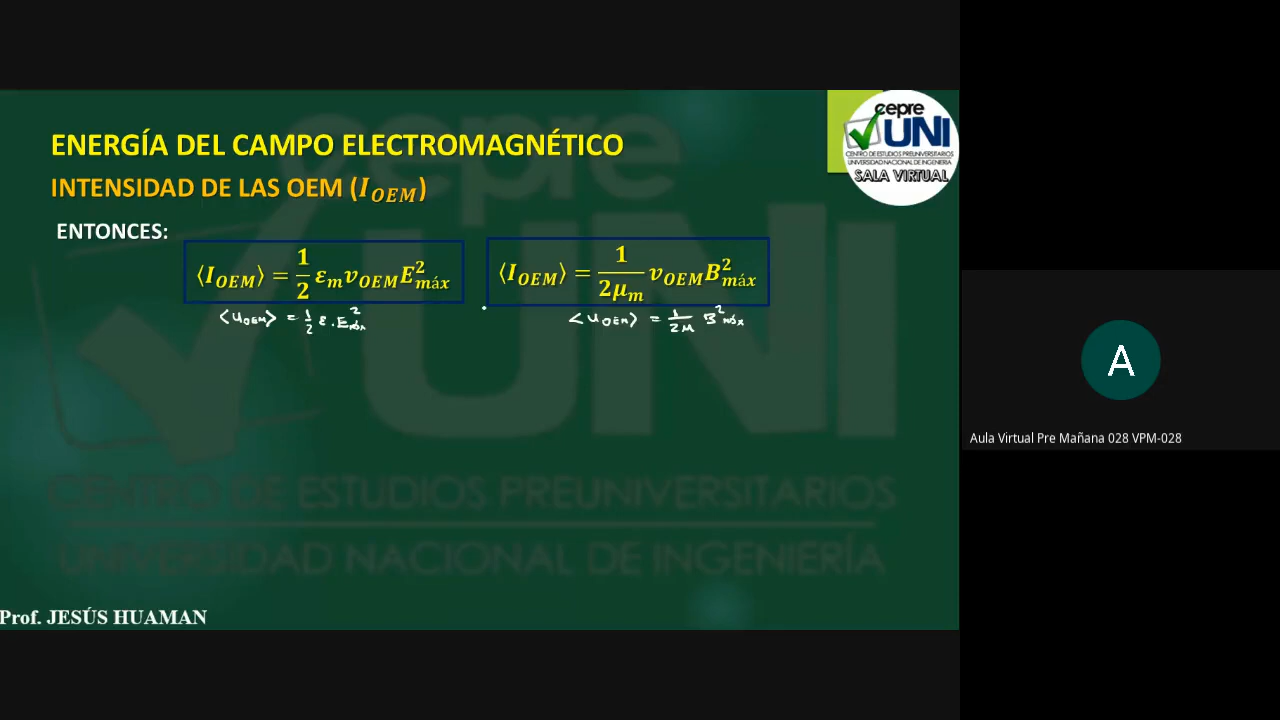 cepre
UNI
CENTRO DE ESTUDIOS PREUNIVERSITARIOS
UNIVERSIDAD NACIONAL DE INGENIERÍA
SALA VIRTUAL
ENERGÍA DEL CAMPO ELECTROMAGNÉTICO
INTENSIDAD DE LAS OEM (I_OEM)
ENTONCES:
⟨I_OEM⟩ = 1/2 ε_m v_OEM E²_máx
⟨I_OEM⟩ = 1/(2μ_m) v_OEM B²_máx
<u_OEM> = 1/2 ε . E²_máx
<u_OEM> = 1/(2μ) B²_máx
cepre
UNI
CENTRO DE ESTUDIOS PREUNIVERSITARIOS
UNIVERSIDAD NACIONAL DE INGENIERÍA
Prof. JESÚS HUAMAN
A
Aula Virtual Pre Mañana 028 VPM-028